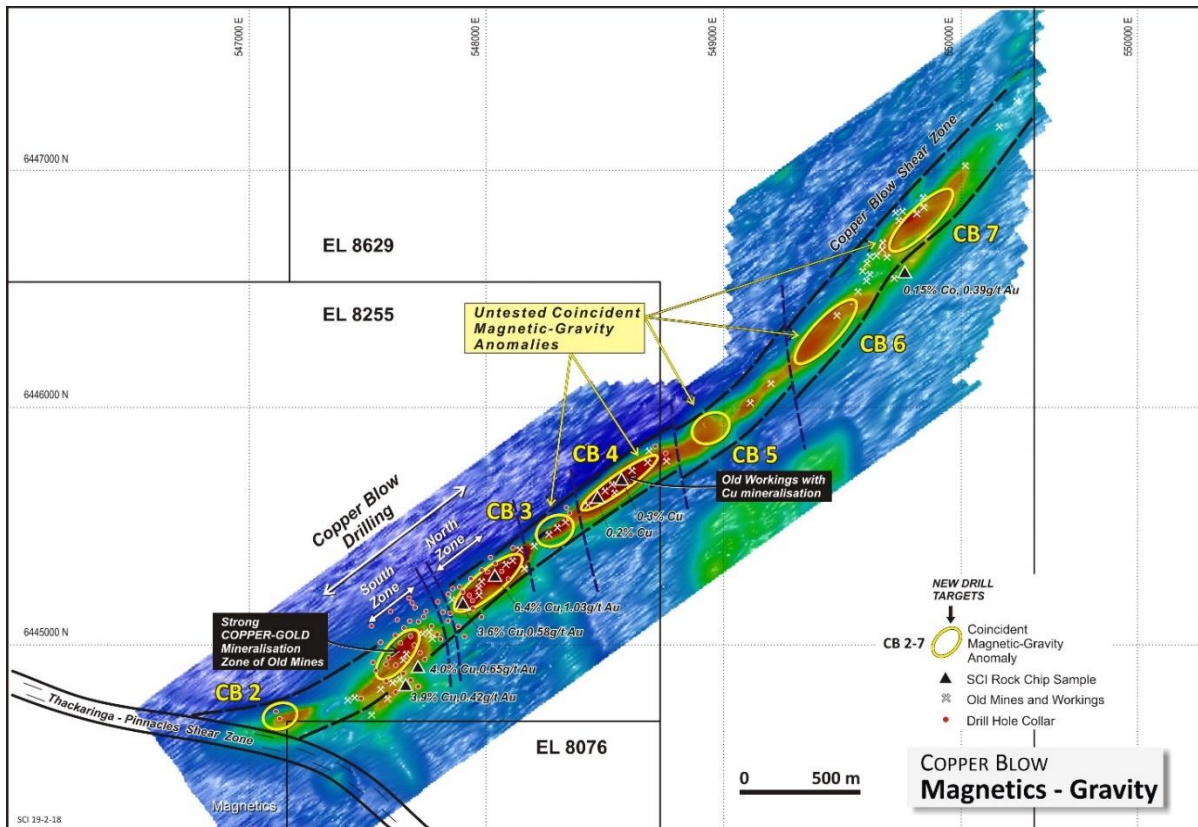 547000 E
548000 E
549000 E
550000 E
550000 E
6447000 N
6446000 N
6445000 N
EL 8629
EL 8255
EL 8076
Copper Blow Shear Zone
CB 7
0.15% Co, 0.39g/t Au
Untested Coincident
Magnetic-Gravity
Anomalies
CB 6
CB 5
CB 4
Old Workings with
Cu mineralisation
0.3% Cu
0.2% Cu
CB 3
Copper Blow
Drilling
North
Zone
South
Zone
6.4% Cu,1.03g/t Au
3.6% Cu,0.58g/t Au
Strong
COPPER-GOLD
Mineralisation
Zone of Old Mines
4.0% Cu,0.65g/t Au
3.9% Cu,0.42g/t Au
CB 2
Thackaringa - Pinnacles Shear Zone
Magnetics
SCI 19-2-18
NEW DRILL
TARGETS
CB 2-7
Coincident
Magnetic-Gravity
Anomaly
SCI Rock Chip Sample
Old Mines and Workings
Drill Hole Collar
0 500 m
COPPER BLOW
Magnetics - Gravity